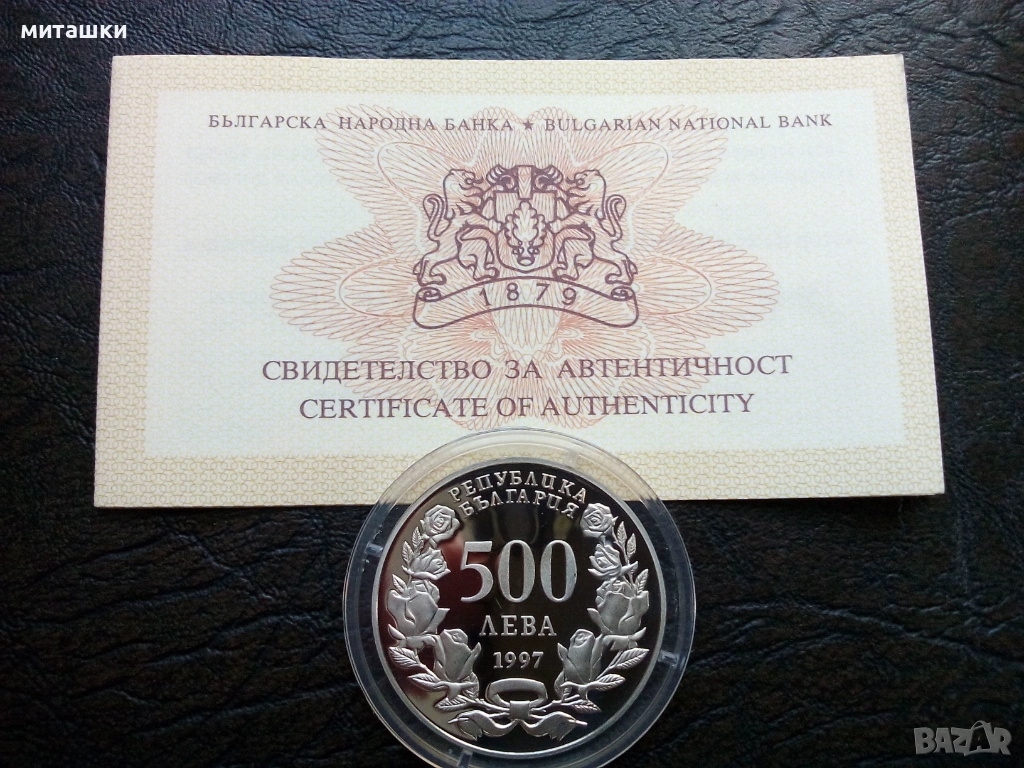 миташки
БЪЛГАРСКА НАРОДНА БАНКА ★ BULGARIAN NATIONAL BANK
1879
СВИДЕТЕЛСТВО ЗА АВТЕНТИЧНОСТ
CERTIFICATE OF AUTHENTICITY
РЕПУБЛИКА
БЪЛГАРИЯ
500
ЛЕВА
1997
BAZAR